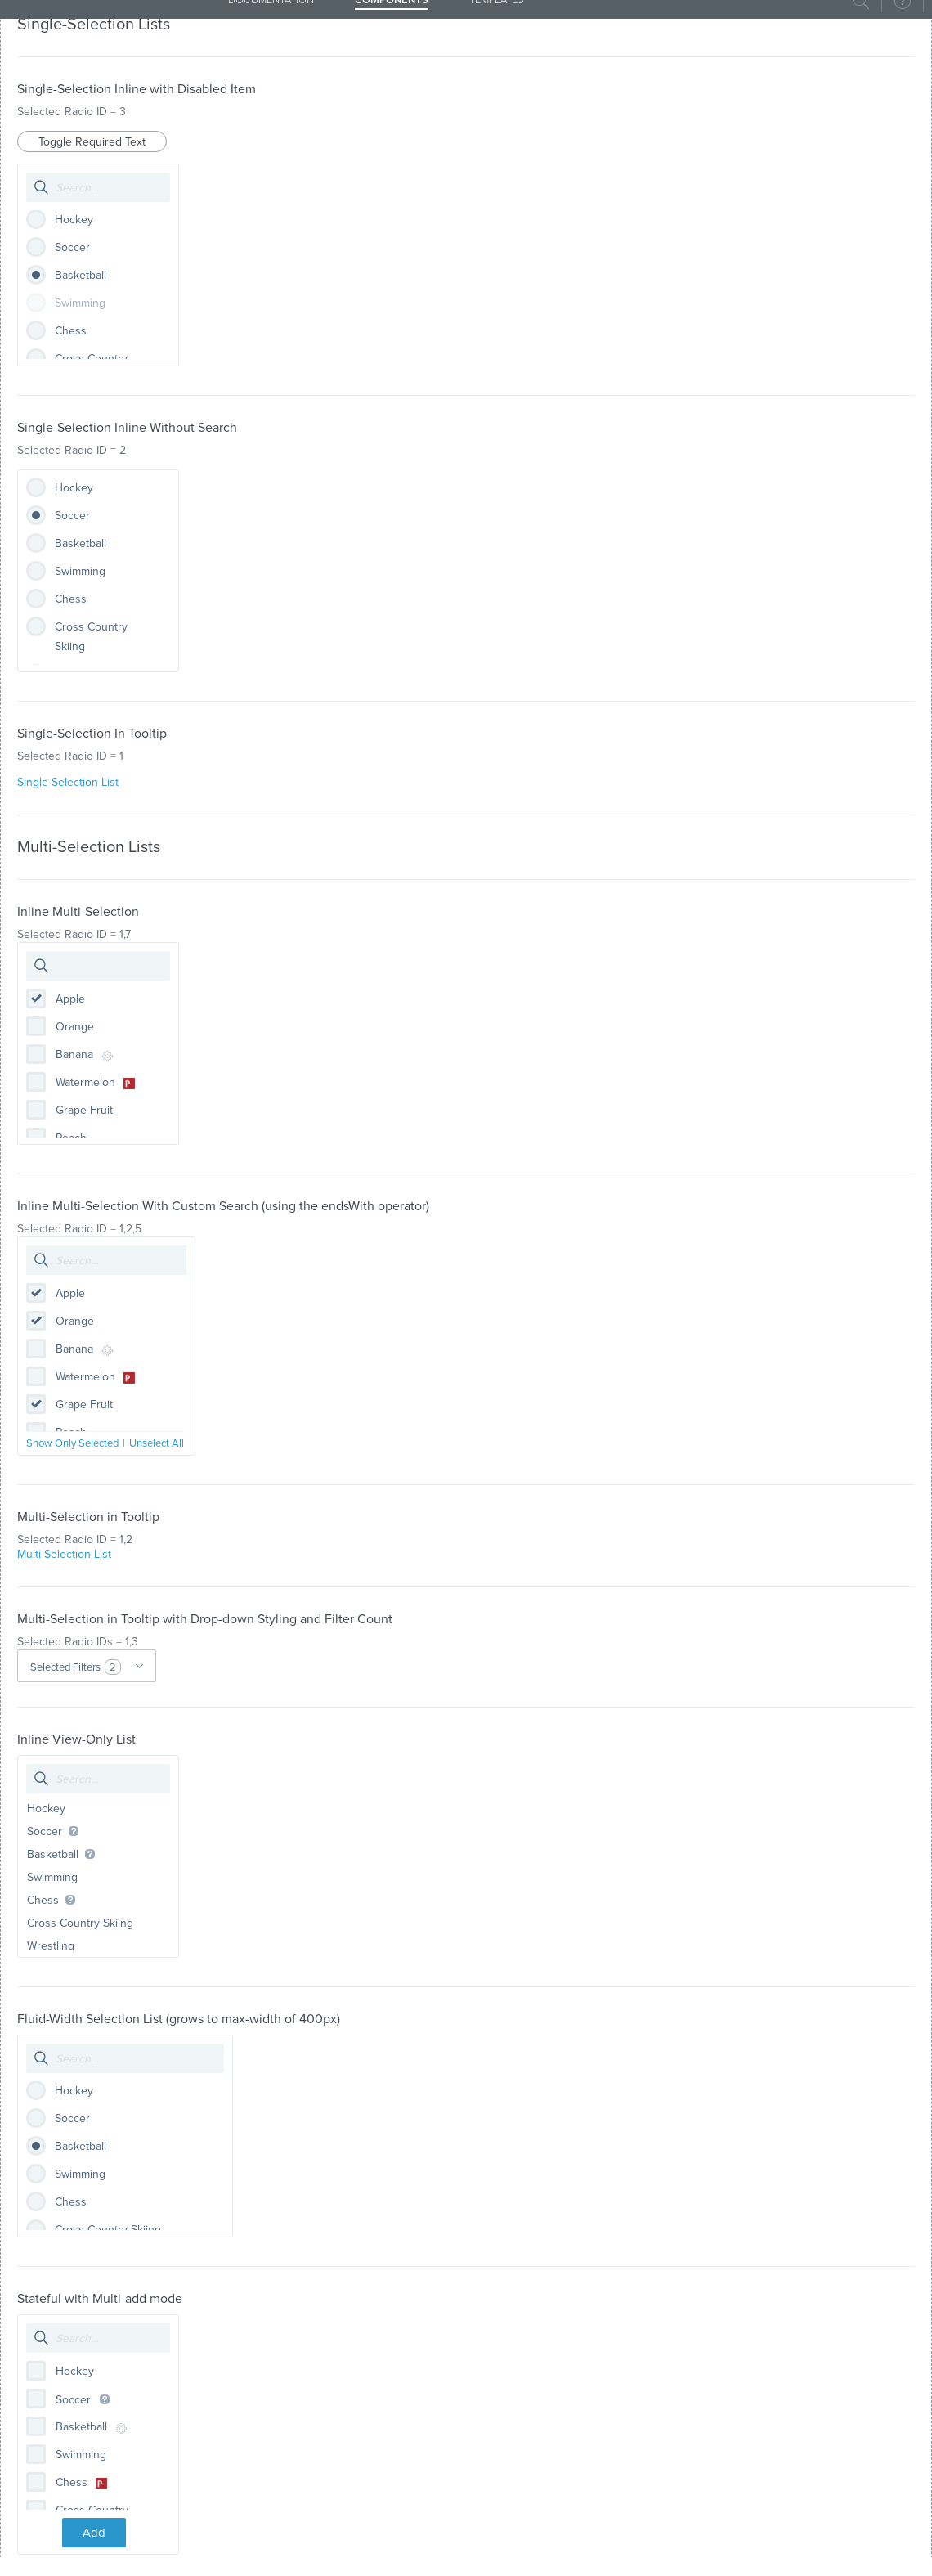 DOCUMENTATION COMPONENTS TEMPLATES
Single-Selection Lists
Single-Selection Inline with Disabled Item
Selected Radio ID = 3
Toggle Required Text
Search...
Hockey
Soccer
Basketball
Swimming
Chess
Cross Country
Single-Selection Inline Without Search
Selected Radio ID = 2
Hockey
Soccer
Basketball
Swimming
Chess
Cross Country
Skiing
Single-Selection In Tooltip
Selected Radio ID = 1
Single Selection List
Multi-Selection Lists
Inline Multi-Selection
Selected Radio ID = 1,7
Apple
Orange
Banana
Watermelon P
Grape Fruit
Peach
Inline Multi-Selection With Custom Search (using the endsWith operator)
Selected Radio ID = 1,2,5
Search...
Apple
Orange
Banana
Watermelon P
Grape Fruit
Peach
Show Only Selected | Unselect All
Multi-Selection in Tooltip
Selected Radio ID = 1,2
Multi Selection List
Multi-Selection in Tooltip with Drop-down Styling and Filter Count
Selected Radio IDs = 1,3
Selected Filters 2
Inline View-Only List
Search...
Hockey
Soccer ?
Basketball ?
Swimming
Chess ?
Cross Country Skiing
Wrestling
Fluid-Width Selection List (grows to max-width of 400px)
Search...
Hockey
Soccer
Basketball
Swimming
Chess
Cross Country Skiing
Stateful with Multi-add mode
Search...
Hockey
Soccer ?
Basketball
Swimming
Chess P
Cross Country
Add